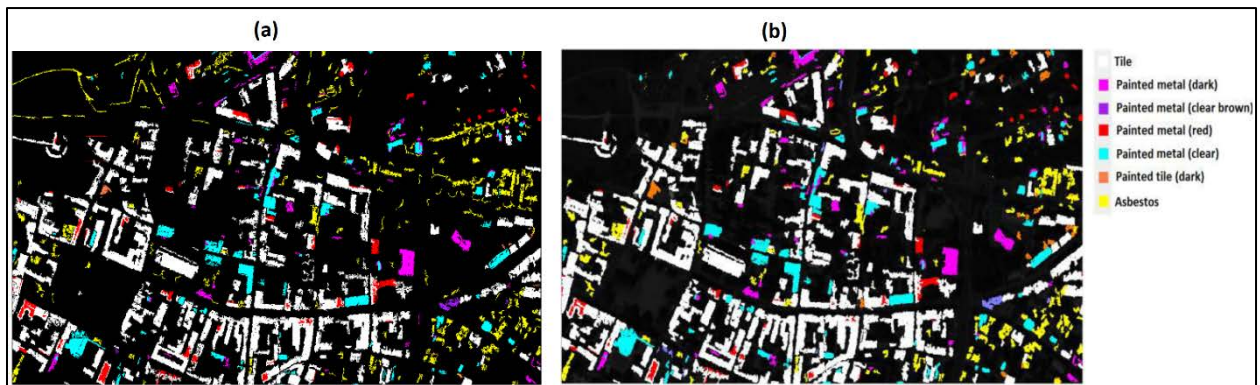 (a)
(b)
Tile
Painted metal (dark)
Painted metal (clear brown)
Painted metal (red)
Painted metal (clear)
Painted tile (dark)
Asbestos